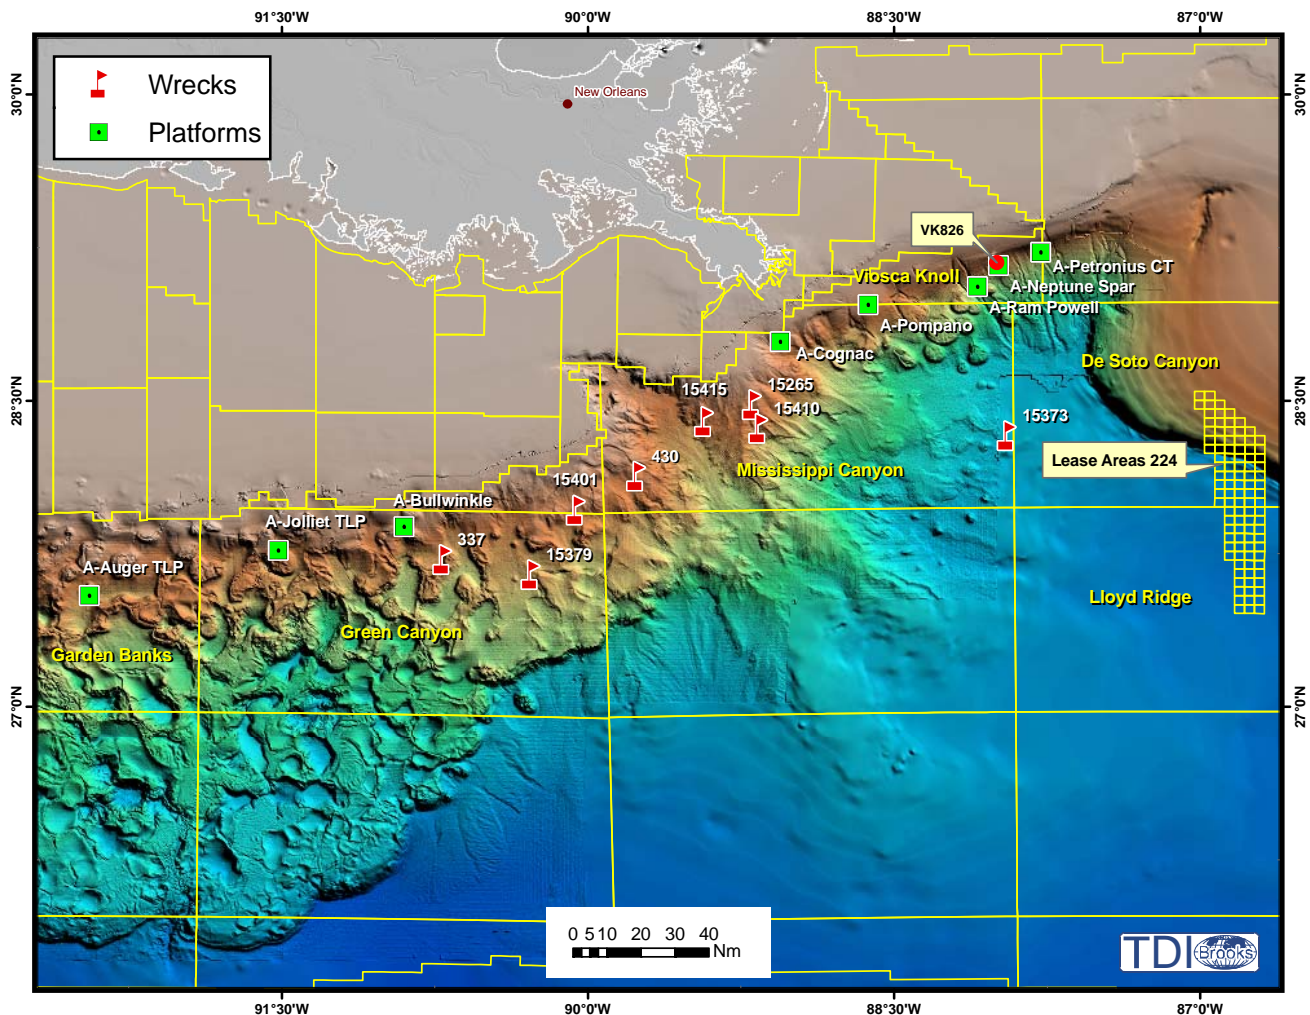 91°30'W
90°0'W
88°30'W
87°0'W
30°0'N
30°0'N
Wrecks
Platforms
New Orleans
VK826
A-Petronius CT
Viosca Knoll
A-Neptune Spar
A-Ram Powell
A-Pompano
A-Cognac
De Soto Canyon
15415
15265
15410
15373
28°30'N
28°30'N
430
Mississippi Canyon
Lease Areas 224
15401
A-Bullwinkle
A-Jolliet TLP
337
15379
A-Auger TLP
Lloyd Ridge
Green Canyon
Garden Banks
27°0'N
27°0'N
0 5 10 20 30 40
Nm
TDI Brooks
91°30'W
90°0'W
88°30'W
87°0'W